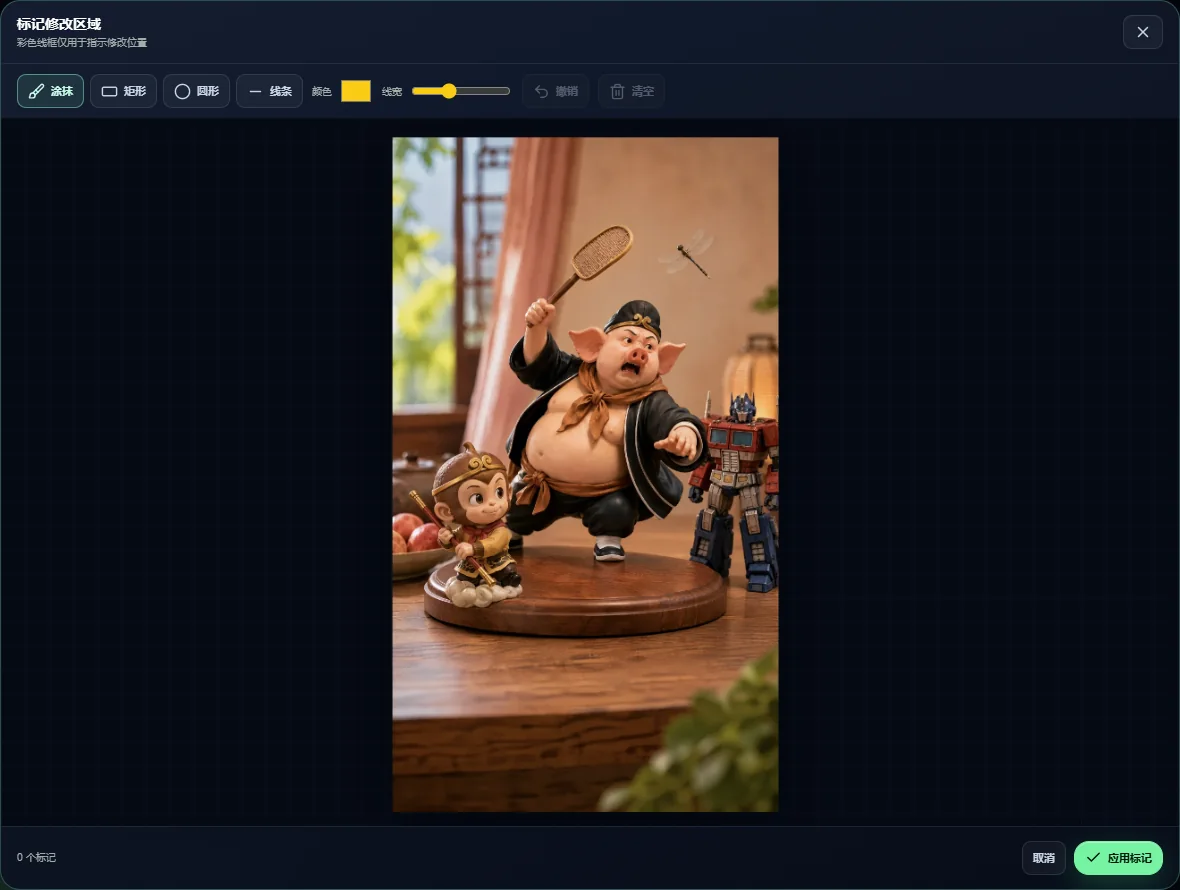 标记修改区域
彩色线框仅用于指示修改位置
涂抹 矩形 圆形 线条 颜色 线宽 撤销 清空
0 个标记
取消 应用标记